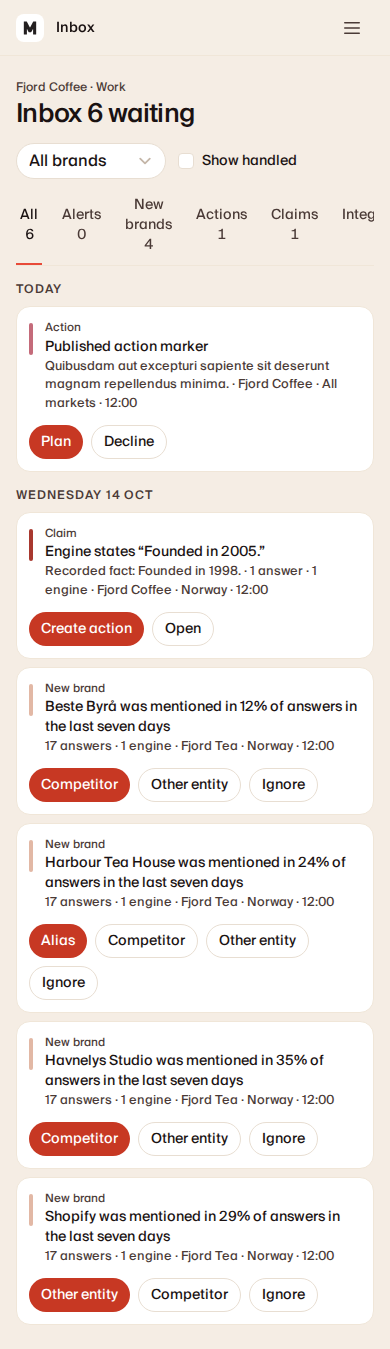 M Inbox
Fjord Coffee · Work
Inbox 6 waiting
All brands
Show handled
All
6
Alerts
0
New
brands
4
Actions
1
Claims
1
Integ
TODAY
Action
Published action marker
Quibusdam aut excepturi sapiente sit deserunt
magnam repellendus minima. · Fjord Coffee · All
markets · 12:00
Plan
Decline
WEDNESDAY 14 OCT
Claim
Engine states “Founded in 2005.”
Recorded fact: Founded in 1998. · 1 answer · 1
engine · Fjord Coffee · Norway · 12:00
Create action
Open
New brand
Beste Byrå was mentioned in 12% of answers in
the last seven days
17 answers · 1 engine · Fjord Tea · Norway · 12:00
Competitor
Other entity
Ignore
New brand
Harbour Tea House was mentioned in 24% of
answers in the last seven days
17 answers · 1 engine · Fjord Tea · Norway · 12:00
Alias
Competitor
Other entity
Ignore
New brand
Havnelys Studio was mentioned in 35% of
answers in the last seven days
17 answers · 1 engine · Fjord Tea · Norway · 12:00
Competitor
Other entity
Ignore
New brand
Shopify was mentioned in 29% of answers in
the last seven days
17 answers · 1 engine · Fjord Tea · Norway · 12:00
Other entity
Competitor
Ignore